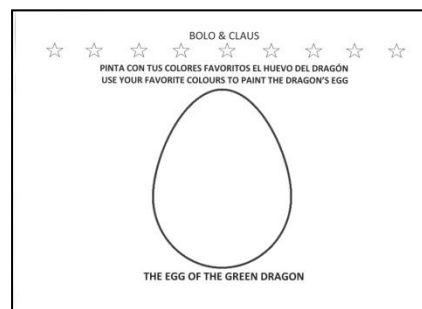 BOLO & CLAUS
PINTA CON TUS COLORES FAVORITOS EL HUEVO DEL DRAGÓN
USE YOUR FAVORITE COLOURS TO PAINT THE DRAGON'S EGG
THE EGG OF THE GREEN DRAGON